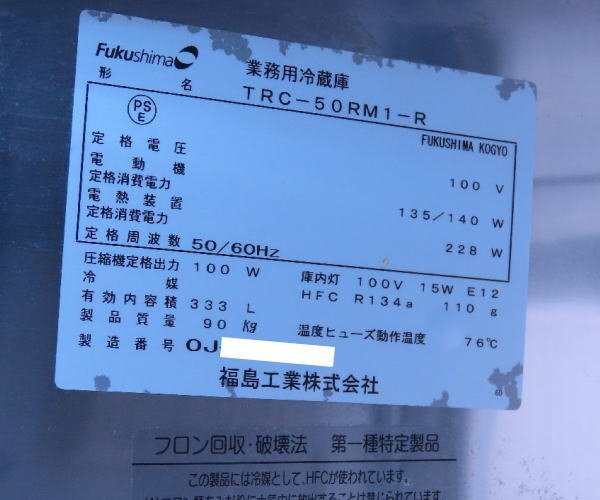 Fukushima
業務用冷蔵庫
形名 TRC-50RM1-R
PS E
FUKUSHIMA KOGYO
定格電圧 100 V
電動機
定格消費電力 135/140 W
電熱装置
定格消費電力 228 W
定格周波数 50/60Hz
圧縮機定格出力 100 W 庫内灯 100V 15W E12
冷媒 HFC R134a 110 g
有効内容積 333 L
製品質量 90 Kg 温度ヒューズ動作温度 76℃
製造番号 OJ-
福島工業株式会社
60
フロン回収・破壊法 第一種特定製品
この製品には冷媒として、HFCが使われています。